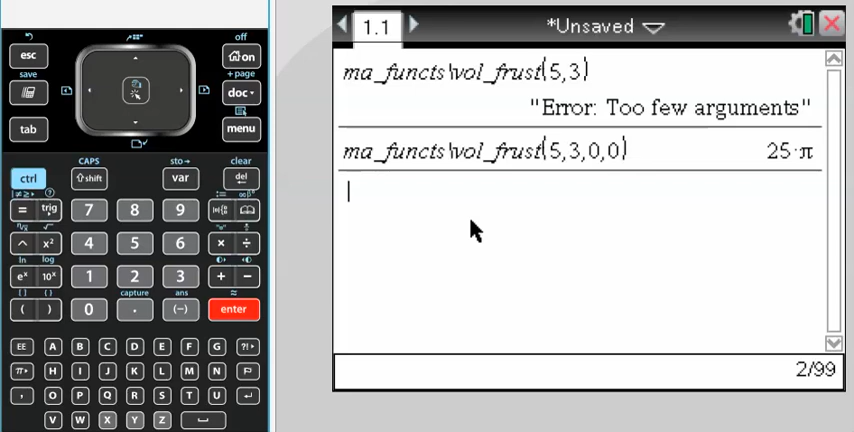 off
esc
on
save
+ page
doc
tab
menu
CAPS
sto→
clear
ctrl
shift
var
del
= trig 7 8 9
^ x² 4 5 6 × ÷
ln log
eˣ 10ˣ 1 2 3 + −
[ ] { } capture ans ≈
( ) 0 . (−) enter
EE A B C D E F G ?!▸
π▸ H I J K L M N
, O P Q R S T U
V W X Y Z
1.1
*Unsaved
ma_functs\vol_frust(5,3)
"Error: Too few arguments"
ma_functs\vol_frust(5,3,0,0) 25·π
2/99